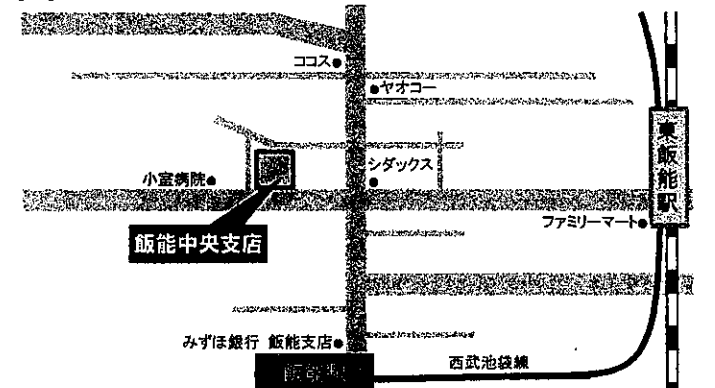 ココス
ヤオコー
東飯能駅
シダックス
小室病院
ファミリーマート
飯能中央支店
みずほ銀行 飯能支店
飯能駅
西武池袋線